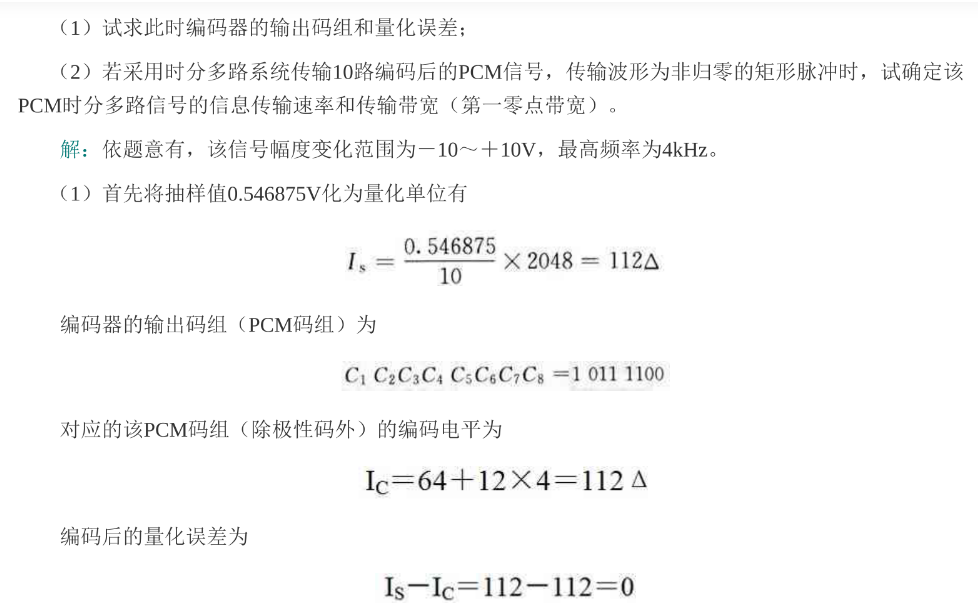 （1）试求此时编码器的输出码组和量化误差；
（2）若采用时分多路系统传输10路编码后的PCM信号，传输波形为非归零的矩形脉冲时，试确定该
PCM时分多路信号的信息传输速率和传输带宽（第一零点带宽）。
解：依题意有，该信号幅度变化范围为－10～＋10V，最高频率为4kHz。
（1）首先将抽样值0.546875V化为量化单位有
I_s = 0.546875/10 × 2048 = 112Δ
编码器的输出码组（PCM码组）为
C₁ C₂C₃C₄ C₅C₆C₇C₈ =1 011 1100
对应的该PCM码组（除极性码外）的编码电平为
I_C=64＋12×4=112 Δ
编码后的量化误差为
I_S－I_C=112－112=0